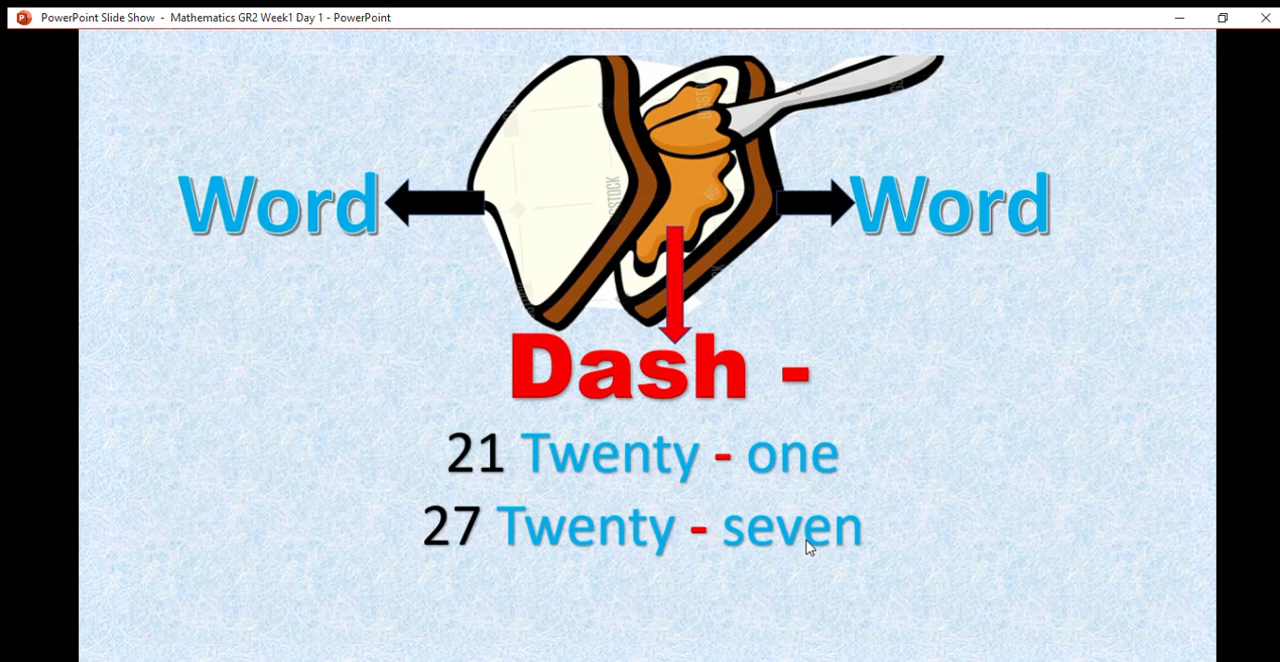 PowerPoint Slide Show - Mathematics GR2 Week1 Day 1 - PowerPoint
Word Word
Dash -
21 Twenty - one
27 Twenty - seven